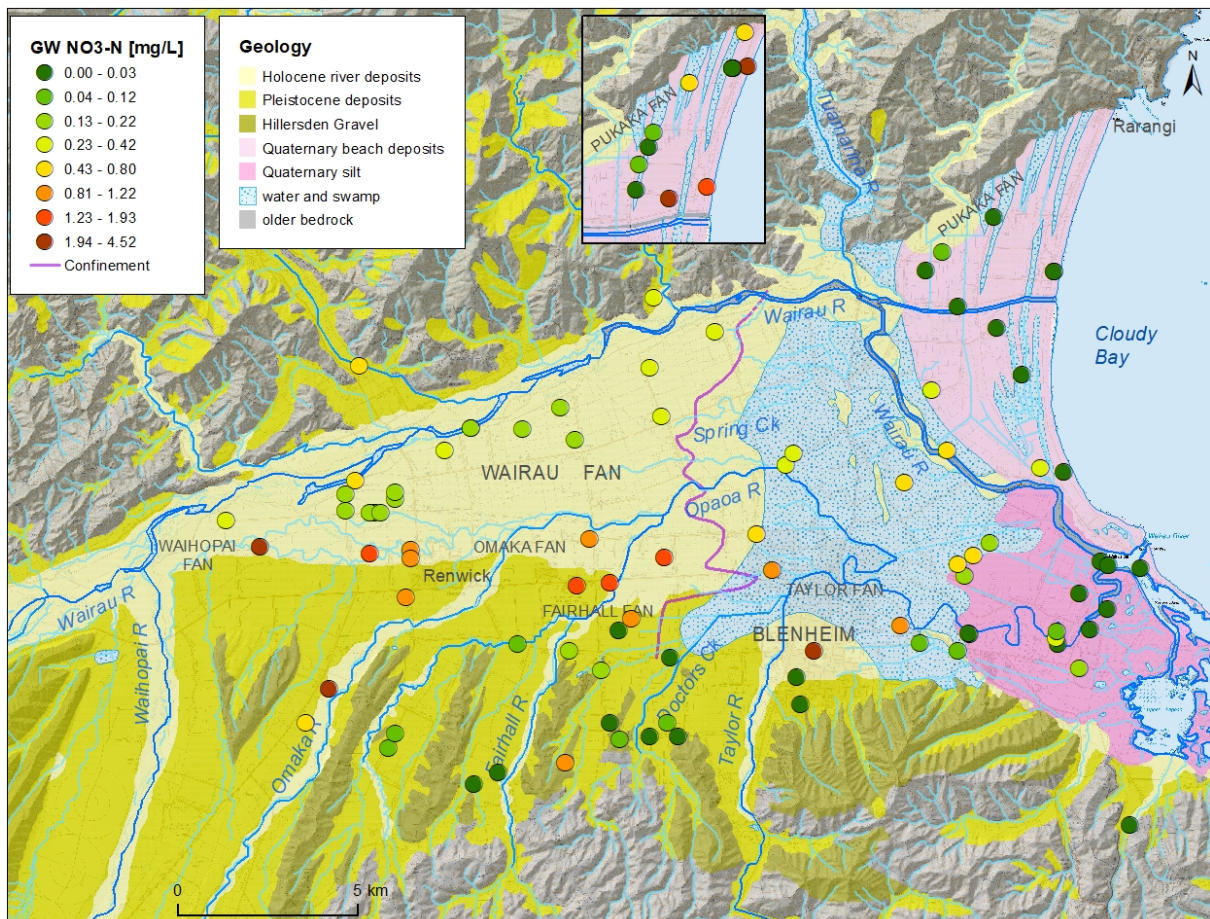 GW NO3-N [mg/L]
0.00 - 0.03
0.04 - 0.12
0.13 - 0.22
0.23 - 0.42
0.43 - 0.80
0.81 - 1.22
1.23 - 1.93
1.94 - 4.52
Confinement
Geology
Holocene river deposits
Pleistocene deposits
Hillersden Gravel
Quaternary beach deposits
Quaternary silt
water and swamp
older bedrock
PUKAKA FAN
N
Rarangi
Tuamarina R
PUKAKA FAN
Wairau R
Cloudy
Bay
Spring Ck
Wairau R
WAIRAU FAN
Opaoa R
WAIHOPAI
FAN
OMAKA FAN
Renwick
Wairau R
FAIRHALL FAN
TAYLOR FAN
BLENHEIM
Wairau River
Waihopai R
Omaka R
Fairhall R
Doctors Ck
Taylor R
0
5 km